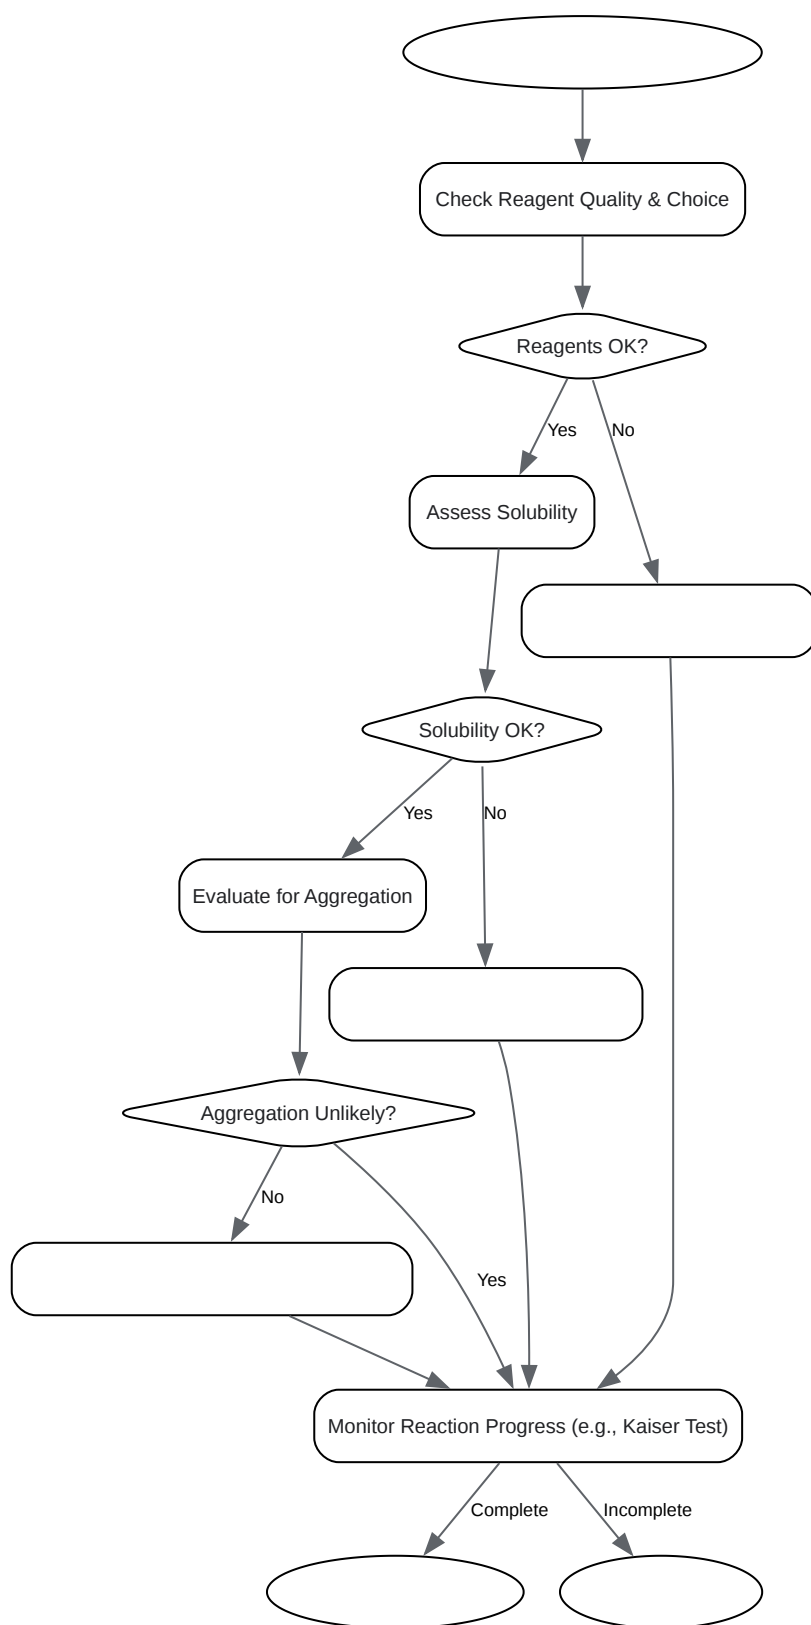 Check Reagent Quality & Choice
Reagents OK?
Yes
No
Assess Solubility
Solubility OK?
Yes
No
Evaluate for Aggregation
Aggregation Unlikely?
No
Yes
Monitor Reaction Progress (e.g., Kaiser Test)
Complete
Incomplete